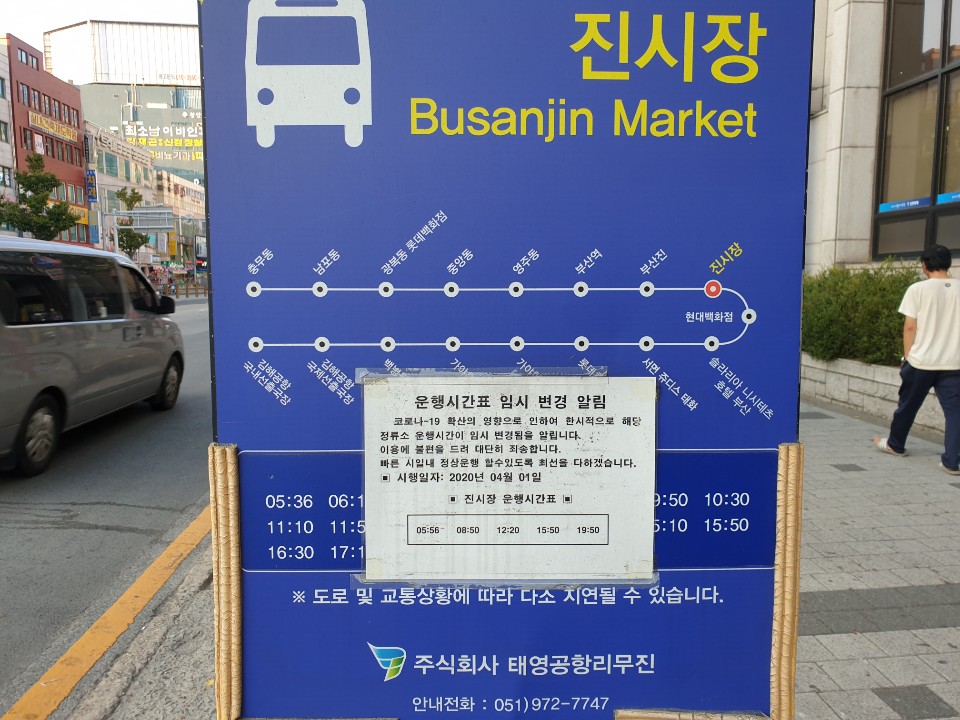 진시장
Busanjin Market
충무동
남포동
광복동 롯데백화점
중앙동
영주동
부산역
부산진
진시장
현대백화점
김해공항
국내선출국장
김해공항
국제선출국장
서면 쥬디스 태화
솔라리아 니시테츠
호텔 부산
운행시간표 임시 변경 알림
코로나-19 확산의 영향으로 인하여 한시적으로 해당
정류소 운행시간이 임시 변경됨을 알립니다.
이용에 불편을 드려 대단히 죄송합니다.
빠른 시일내 정상운행 할수있도록 최선을 다하겠습니다.
▣ 시행일자: 2020년 04월 01일
▣ 진시장 운행시간표 ▣
05:56 08:50 12:20 15:50 19:50
05:36 10:30
11:10 15:50
16:30
※ 도로 및 교통상황에 따라 다소 지연될 수 있습니다.
주식회사 태영공항리무진
안내전화 : 051)972-7747